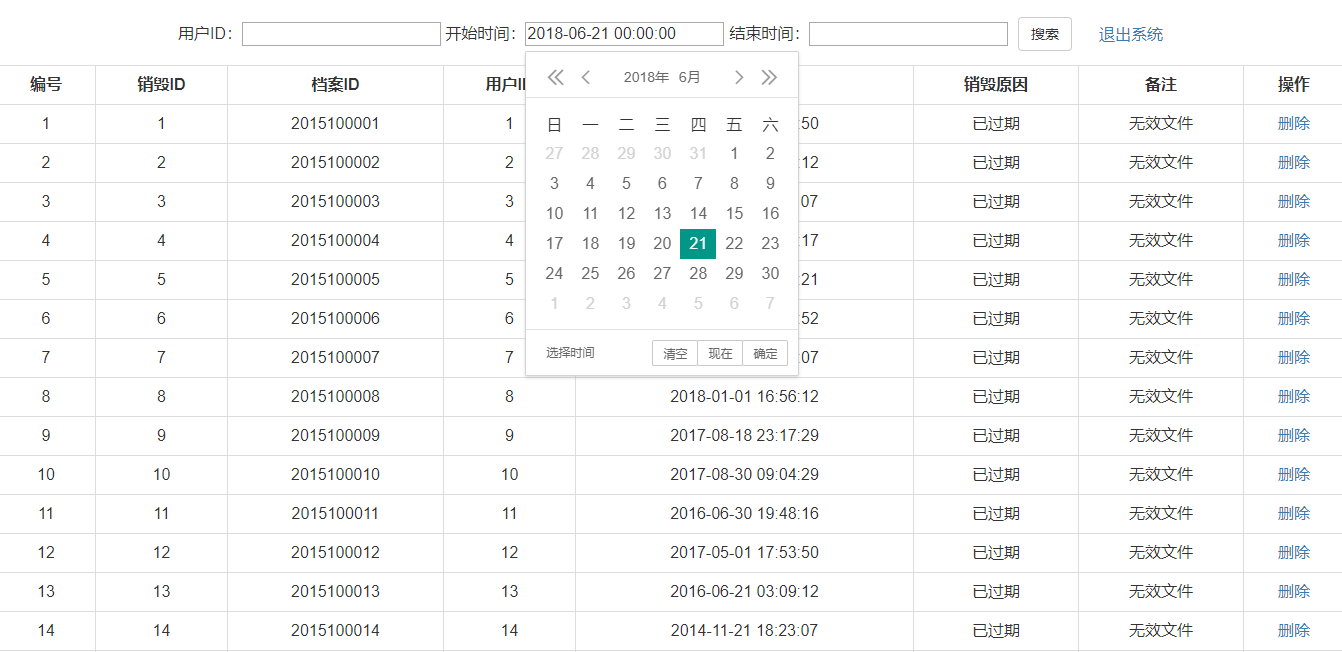 用户ID: 开始时间: 2018-06-21 00:00:00 结束时间: 搜索 退出系统
编号 销毁ID 档案ID 用户ID 销毁原因 备注 操作
2018年 6月
日 一 二 三 四 五 六
27 28 29 30 31 1 2
3 4 5 6 7 8 9
10 11 12 13 14 15 16
17 18 19 20 21 22 23
24 25 26 27 28 29 30
1 2 3 4 5 6 7
选择时间 清空 现在 确定
1 1 2015100001 1 :50 已过期 无效文件 删除
2 2 2015100002 2 :12 已过期 无效文件 删除
3 3 2015100003 3 :07 已过期 无效文件 删除
4 4 2015100004 4 :17 已过期 无效文件 删除
5 5 2015100005 5 :21 已过期 无效文件 删除
6 6 2015100006 6 :52 已过期 无效文件 删除
7 7 2015100007 7 :07 已过期 无效文件 删除
8 8 2015100008 8 2018-01-01 16:56:12 已过期 无效文件 删除
9 9 2015100009 9 2017-08-18 23:17:29 已过期 无效文件 删除
10 10 2015100010 10 2017-08-30 09:04:29 已过期 无效文件 删除
11 11 2015100011 11 2016-06-30 19:48:16 已过期 无效文件 删除
12 12 2015100012 12 2017-05-01 17:53:50 已过期 无效文件 删除
13 13 2015100013 13 2016-06-21 03:09:12 已过期 无效文件 删除
14 14 2015100014 14 2014-11-21 18:23:07 已过期 无效文件 删除